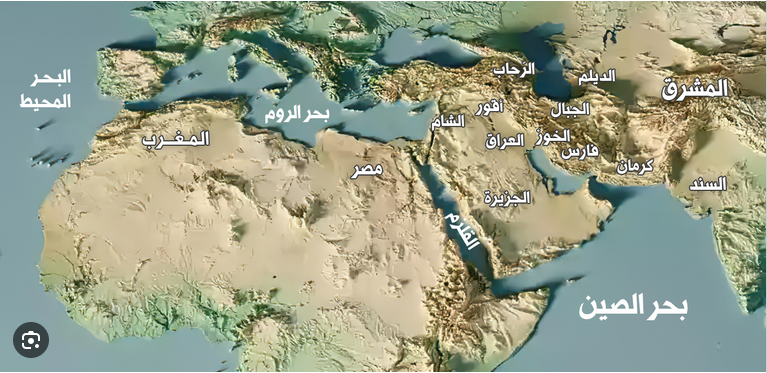 البحر
المحيط
بحر الروم
المغرب
مصر
الشام
أقور
الرحاب
الديلم
المشرق
الجبال
العراق
الخوز
فارس
كرمان
السند
الجزيرة
القلزم
بحر الصين